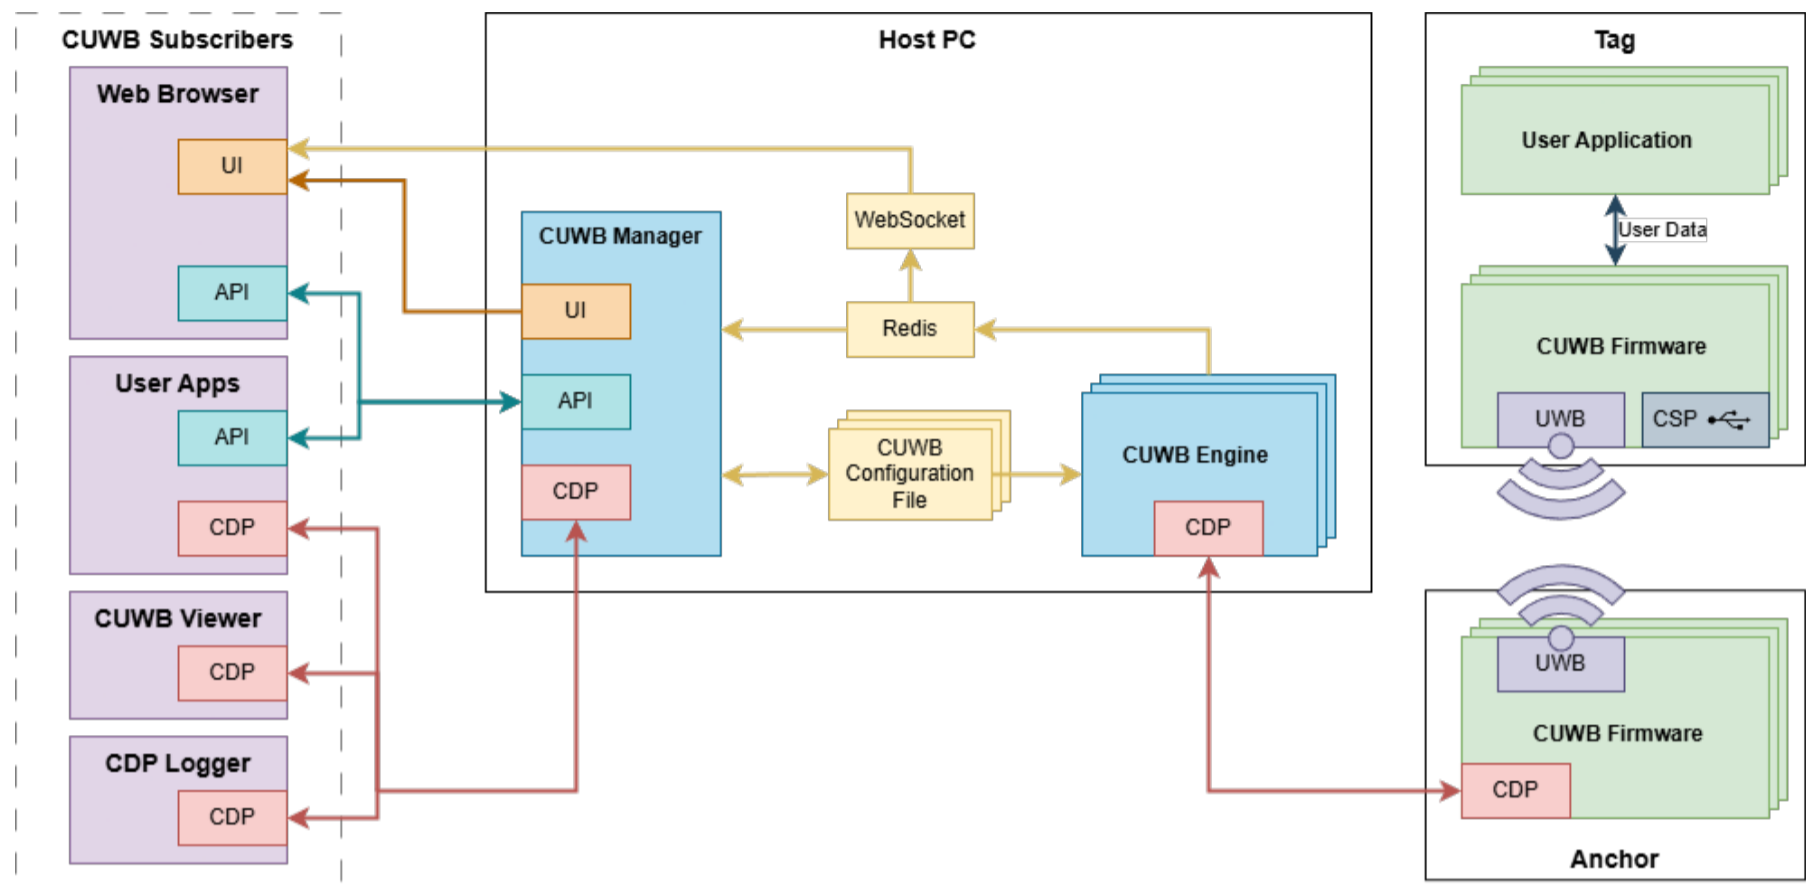 CUWB Subscribers
Web Browser
UI
API
User Apps
API
CDP
CUWB Viewer
CDP
CDP Logger
CDP
Host PC
CUWB Manager
UI
API
CDP
WebSocket
Redis
CUWB
Configuration
File
CUWB Engine
CDP
Tag
User Application
User Data
CUWB Firmware
UWB
CSP
UWB
CUWB Firmware
CDP
Anchor